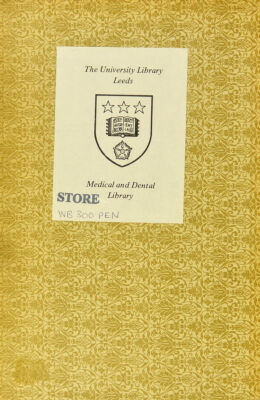 The University Library
Leeds
Medical and Dental
Library
STORE
WB 300 PEN